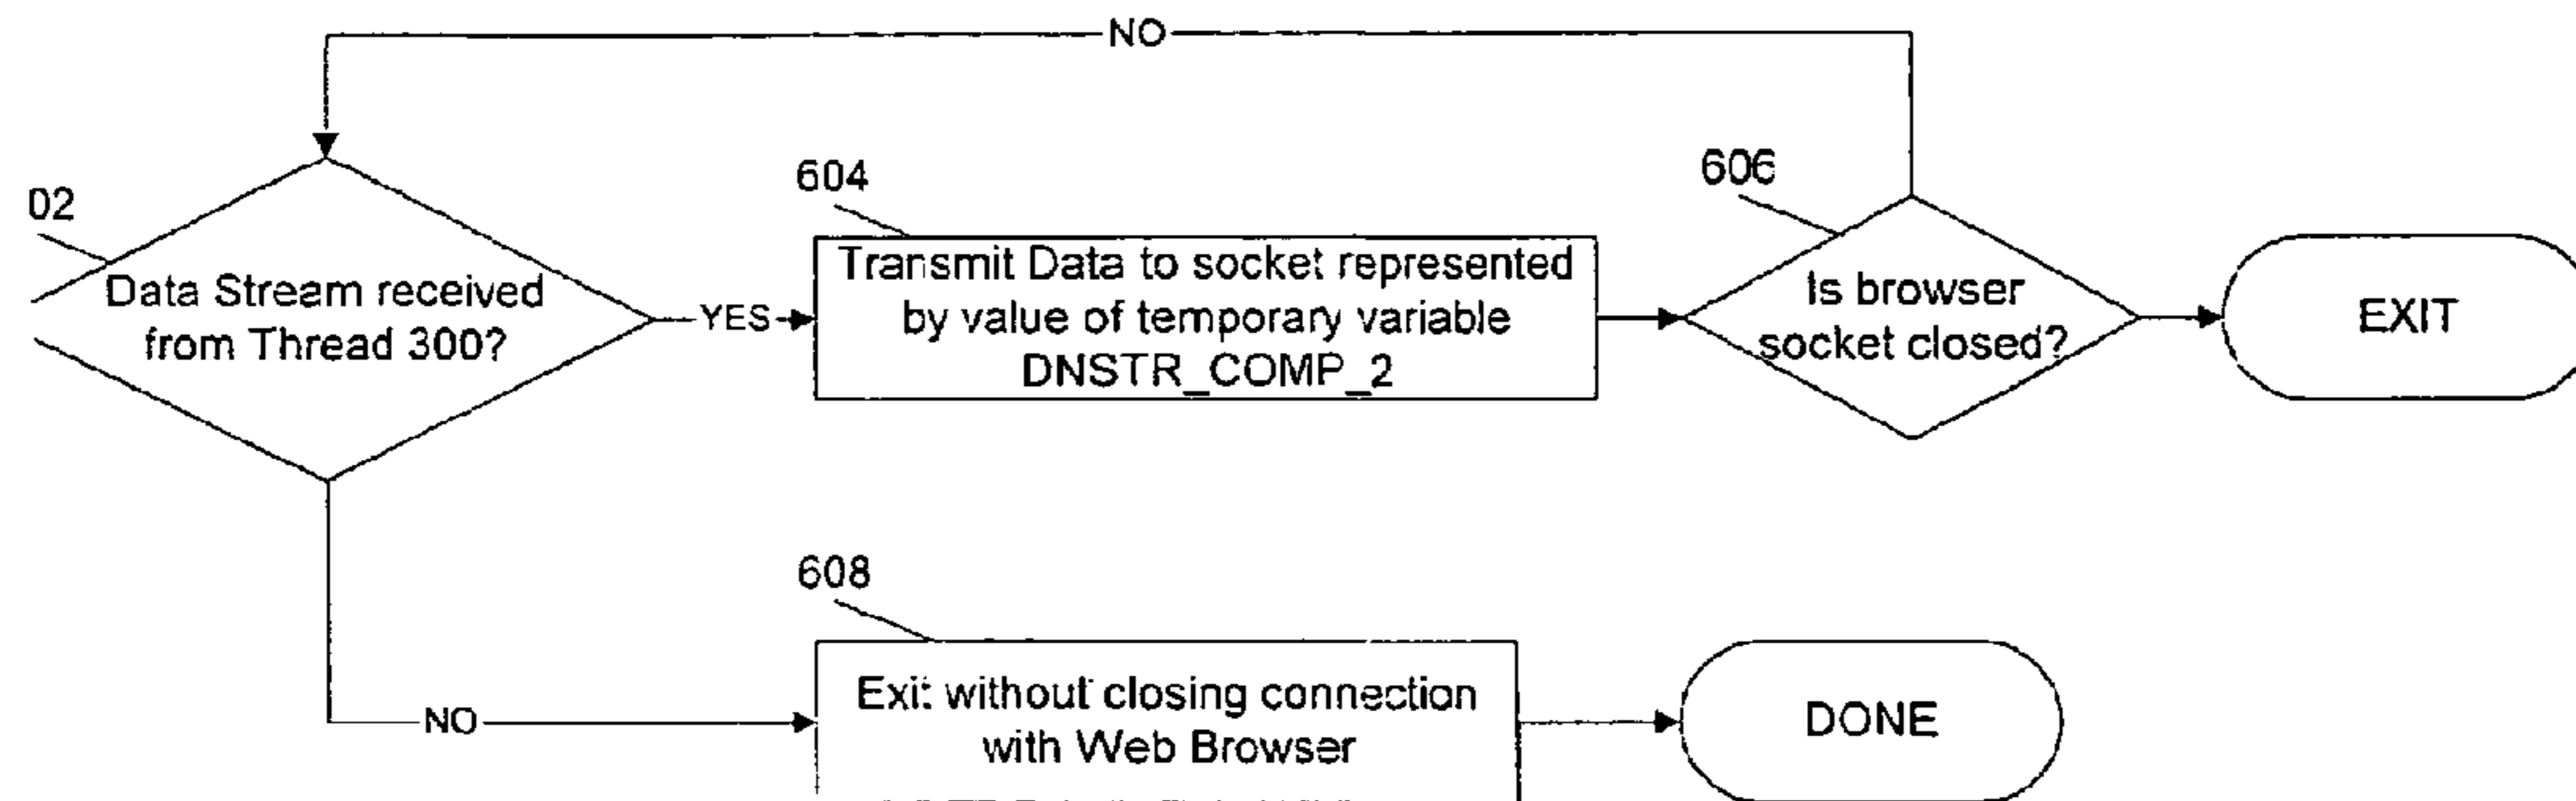 NO
02
604
606
Data Stream received
from Thread 300?
YES
Transmit Data to socket represented
by value of temporary variable
DNSTR_COMP_2
Is browser
socket closed?
EXIT
608
NO
Exit without closing connection
with Web Browser
DONE